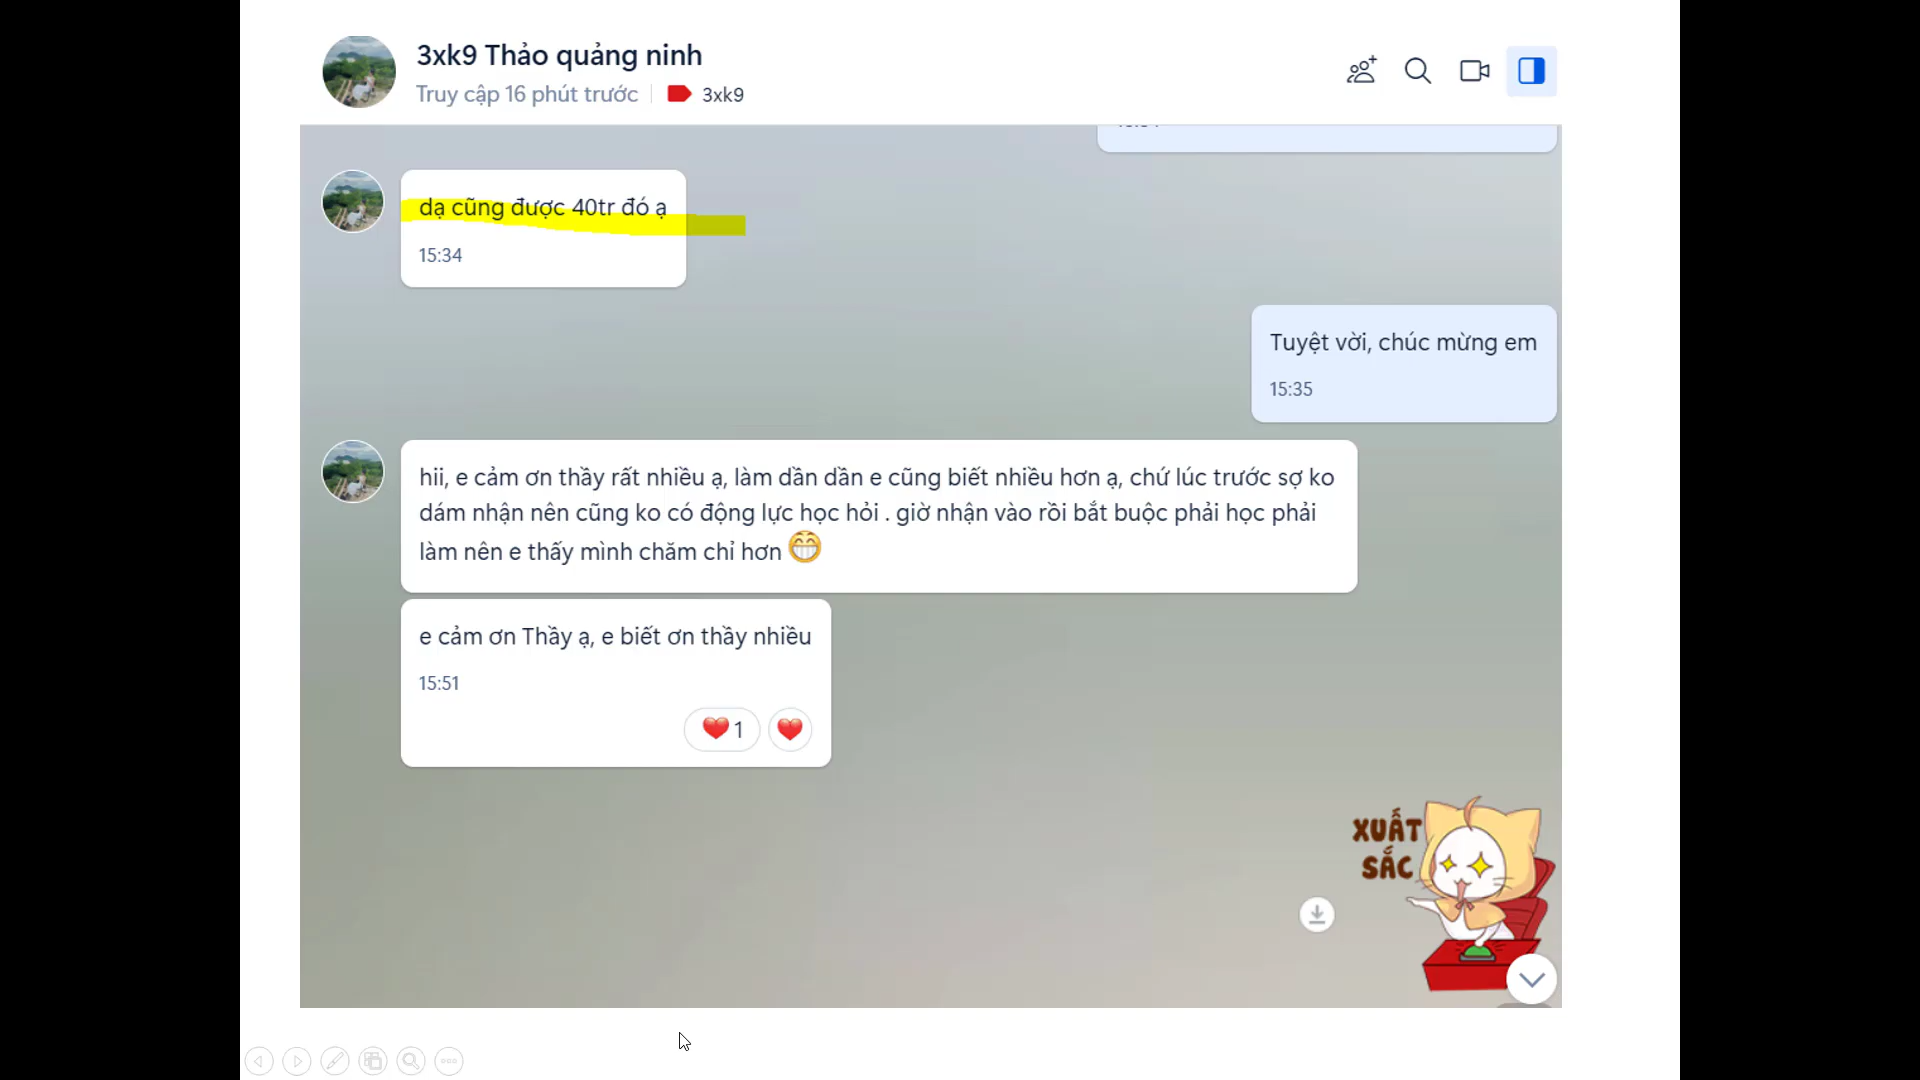 3xk9 Thảo quảng ninh
Truy cập 16 phút trước
3xk9
dạ cũng được 40tr đó ạ
15:34
Tuyệt vời, chúc mừng em
15:35
hii, e cảm ơn thầy rất nhiều ạ, làm dần dần e cũng biết nhiều hơn ạ, chứ lúc trước sợ ko
dám nhận nên cũng ko có động lực học hỏi . giờ nhận vào rồi bắt buộc phải học phải
làm nên e thấy mình chăm chỉ hơn
e cảm ơn Thầy ạ, e biết ơn thầy nhiều
15:51
1
XUẤT
SẮC